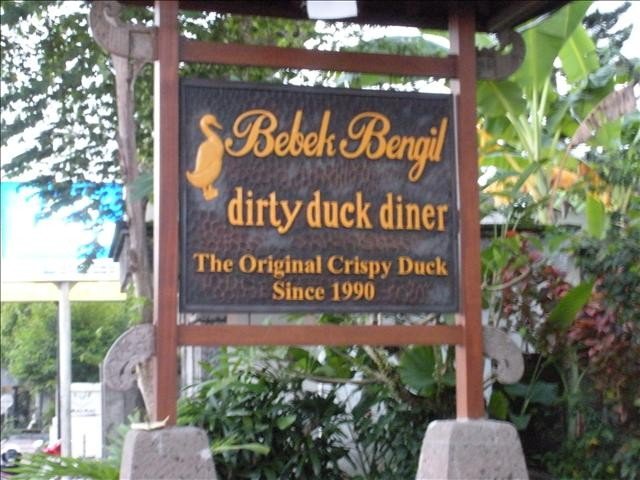 Bebek Bengil
dirty duck diner
The Original Crispy Duck
Since 1990